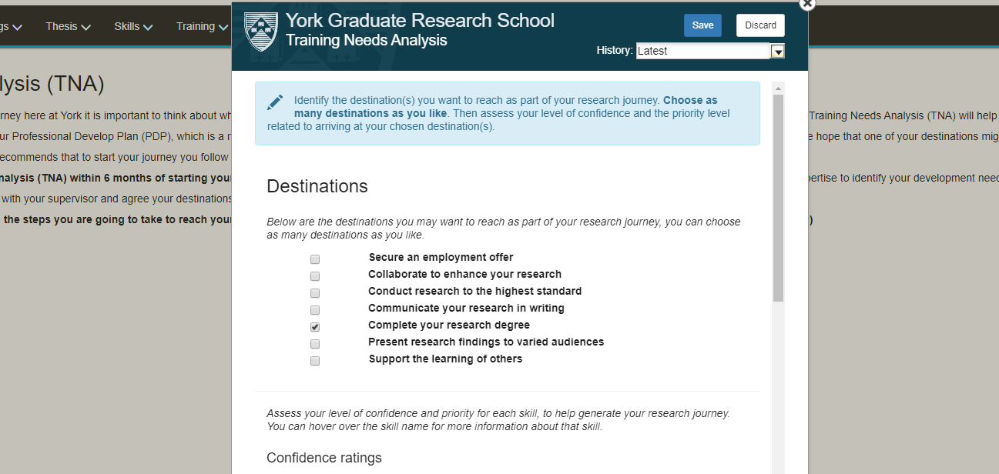 gs
Thesis
Skills
Training
York Graduate Research School
Training Needs Analysis
Save
Discard
History: Latest
lysis (TNA)
rney here at York it is important to think about wh
ur Professional Develop Plan (PDP), which is a r
ecommends that to start your journey you follow
nalysis (TNA) within 6 months of starting your
with your supervisor and agree your destinations
the steps you are going to take to reach your
Identify the destination(s) you want to reach as part of your research journey. Choose as
many destinations as you like. Then assess your level of confidence and the priority level
related to arriving at your chosen destination(s).
Destinations
Below are the destinations you may want to reach as part of your research journey, you can choose
as many destinations as you like.
Secure an employment offer
Collaborate to enhance your research
Conduct research to the highest standard
Communicate your research in writing
Complete your research degree
Present research findings to varied audiences
Support the learning of others
Assess your level of confidence and priority for each skill, to help generate your research journey.
You can hover over the skill name for more information about that skill.
Confidence ratings
Training Needs Analysis (TNA) will help
e hope that one of your destinations mig
pertise to identify your development need
)